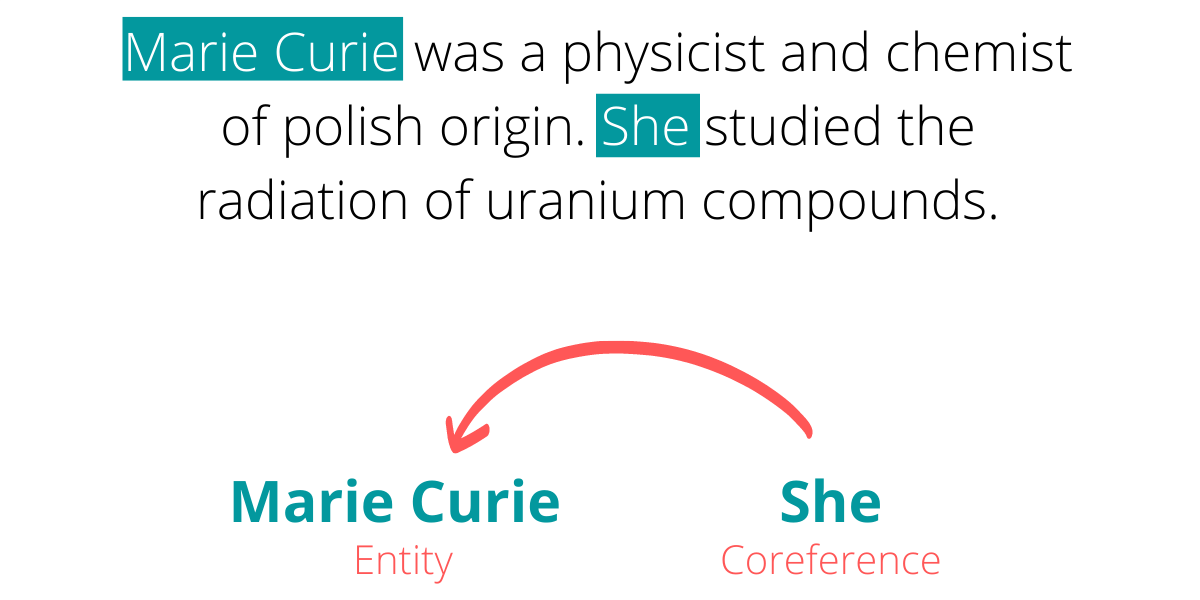 Marie Curie was a physicist and chemist
of polish origin. She studied the
radiation of uranium compounds.
Marie Curie She
Entity Coreference